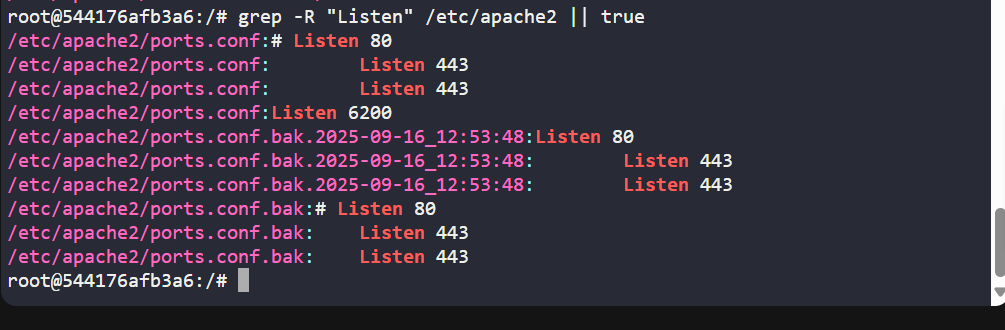 root@544176afb3a6:/# grep -R "Listen" /etc/apache2 || true
/etc/apache2/ports.conf:# Listen 80
/etc/apache2/ports.conf:        Listen 443
/etc/apache2/ports.conf:        Listen 443
/etc/apache2/ports.conf:Listen 6200
/etc/apache2/ports.conf.bak.2025-09-16_12:53:48:Listen 80
/etc/apache2/ports.conf.bak.2025-09-16_12:53:48:        Listen 443
/etc/apache2/ports.conf.bak.2025-09-16_12:53:48:        Listen 443
/etc/apache2/ports.conf.bak:# Listen 80
/etc/apache2/ports.conf.bak:    Listen 443
/etc/apache2/ports.conf.bak:    Listen 443
root@544176afb3a6:/#